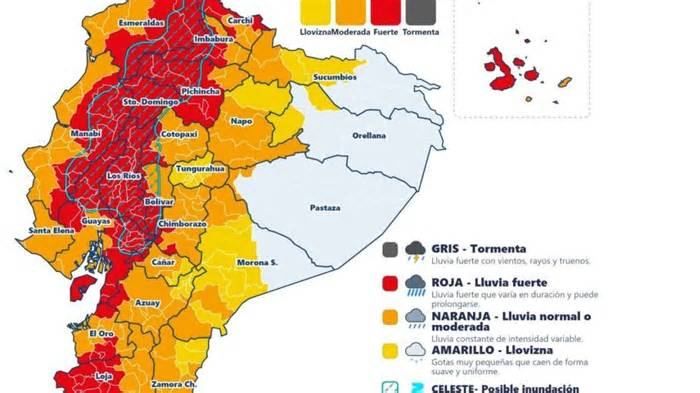 Llovizna Moderada Fuerte Tormenta
Esmeraldas
Carchi
Imbabura
Sucumbios
Pichincha
Sto. Domingo
Napo
Orellana
Manabí
Cotopaxi
Tungurahua
Los Ríos
Bolívar
Pastaza
Guayas
Chimborazo
Santa Elena
Cañar
Morona S.
Azuay
El Oro
Loja
Zamora Ch.
GRIS - Tormenta
Lluvia fuerte con vientos, rayos y truenos.
ROJA - Lluvia fuerte
Lluvia fuerte que varía en duración y puede
prolongarse.
NARANJA - Lluvia normal o
moderada
Lluvia constante de intensidad variable.
AMARILLO - Llovizna
Gotas muy pequeñas que caen de forma
suave y uniforme.
CELESTE- Posible inundación